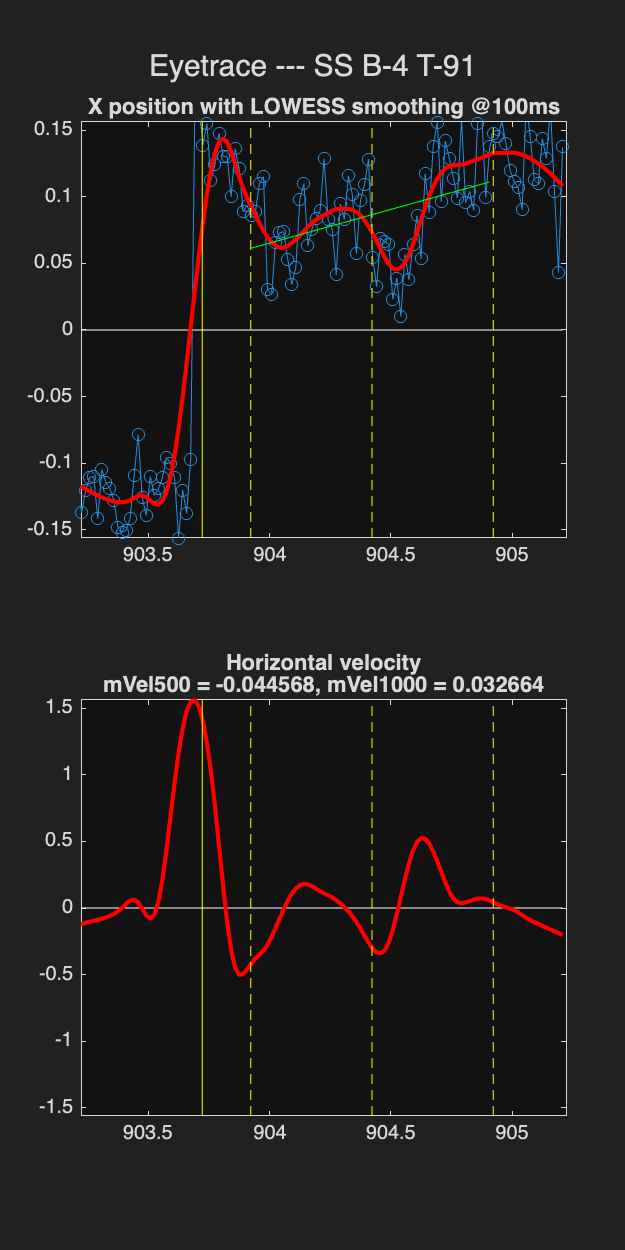 Eyetrace --- SS B-4 T-91
X position with LOWESS smoothing @100ms
0.15
0.1
0.05
0
-0.05
-0.1
-0.15
903.5 904 904.5 905
Horizontal velocity
mVel500 = -0.044568, mVel1000 = 0.032664
1.5
1
0.5
0
-0.5
-1
-1.5
903.5 904 904.5 905